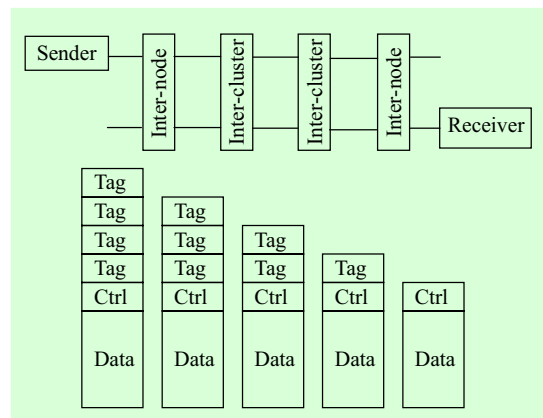 Sender
Inter-node
Inter-cluster
Inter-cluster
Inter-node
Receiver
Tag
Tag Tag
Tag Tag Tag
Tag Tag Tag Tag
Ctrl Ctrl Ctrl Ctrl Ctrl
Data Data Data Data Data